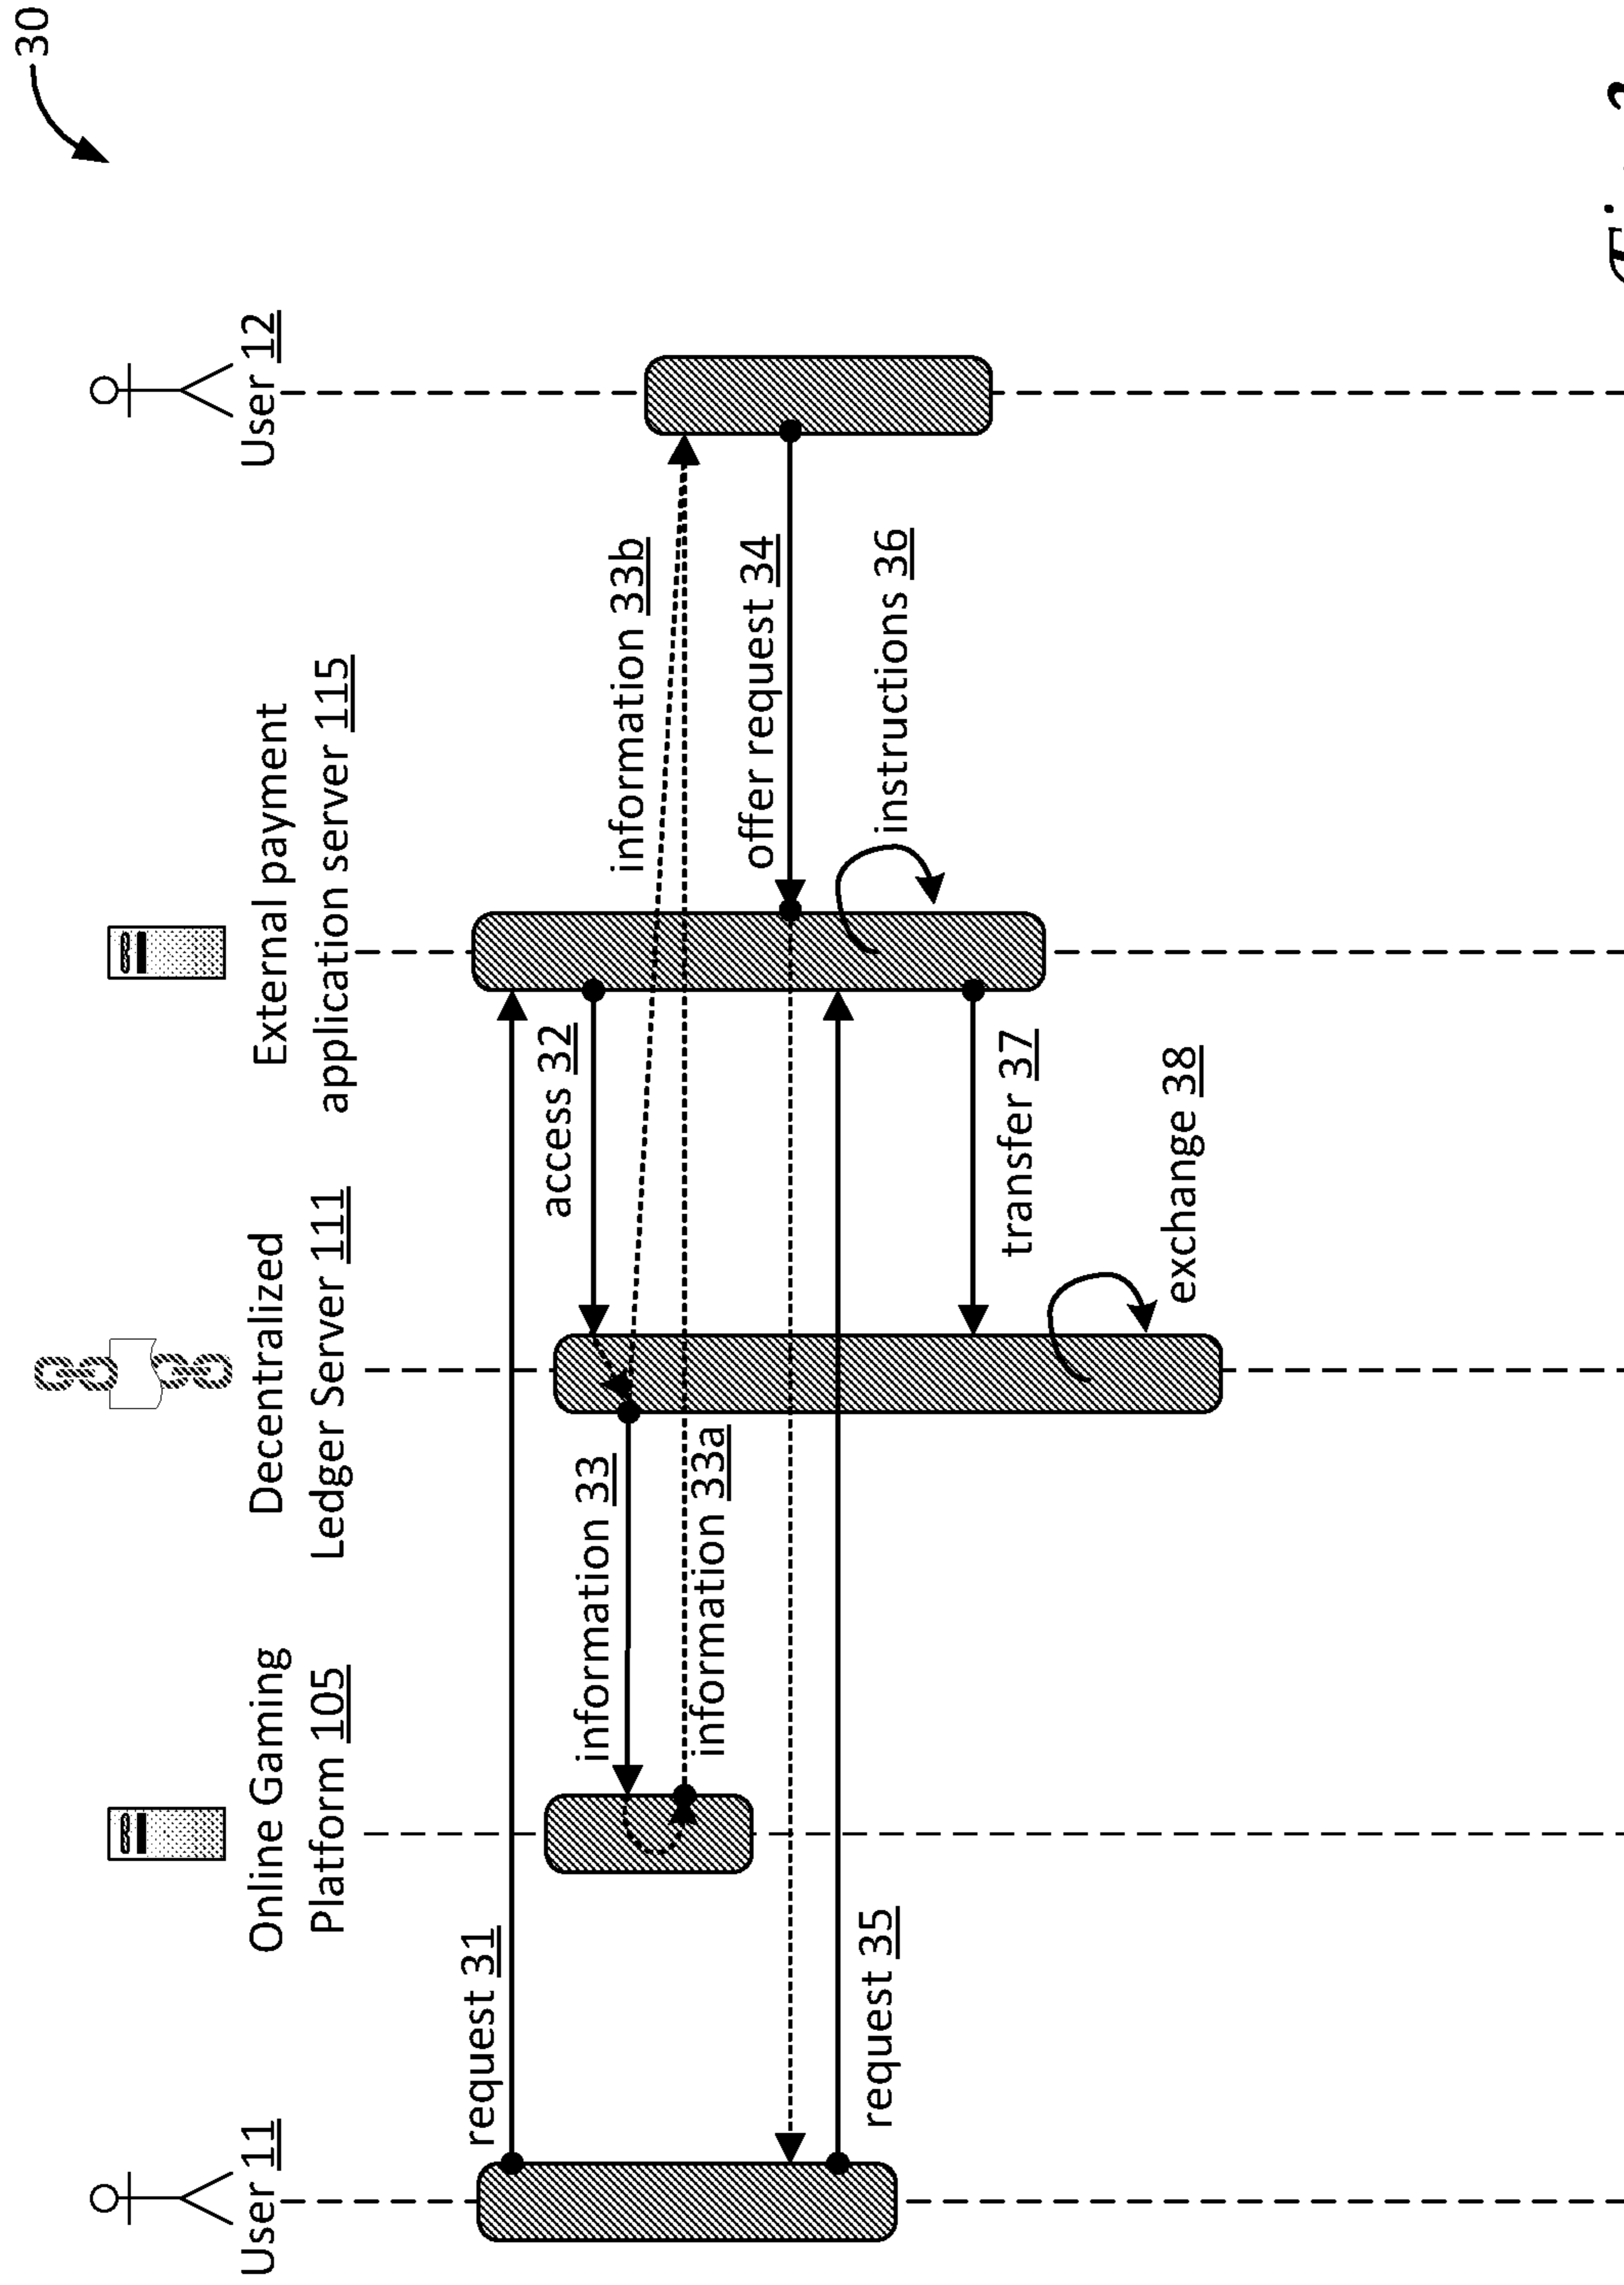 30
User 11
Online Gaming
Platform 105
Decentralized
Ledger Server 111
External payment
application server 115
User 12
request 31
access 32
information 33
information 33b
information 33a
offer request 34
request 35
instructions 36
transfer 37
exchange 38